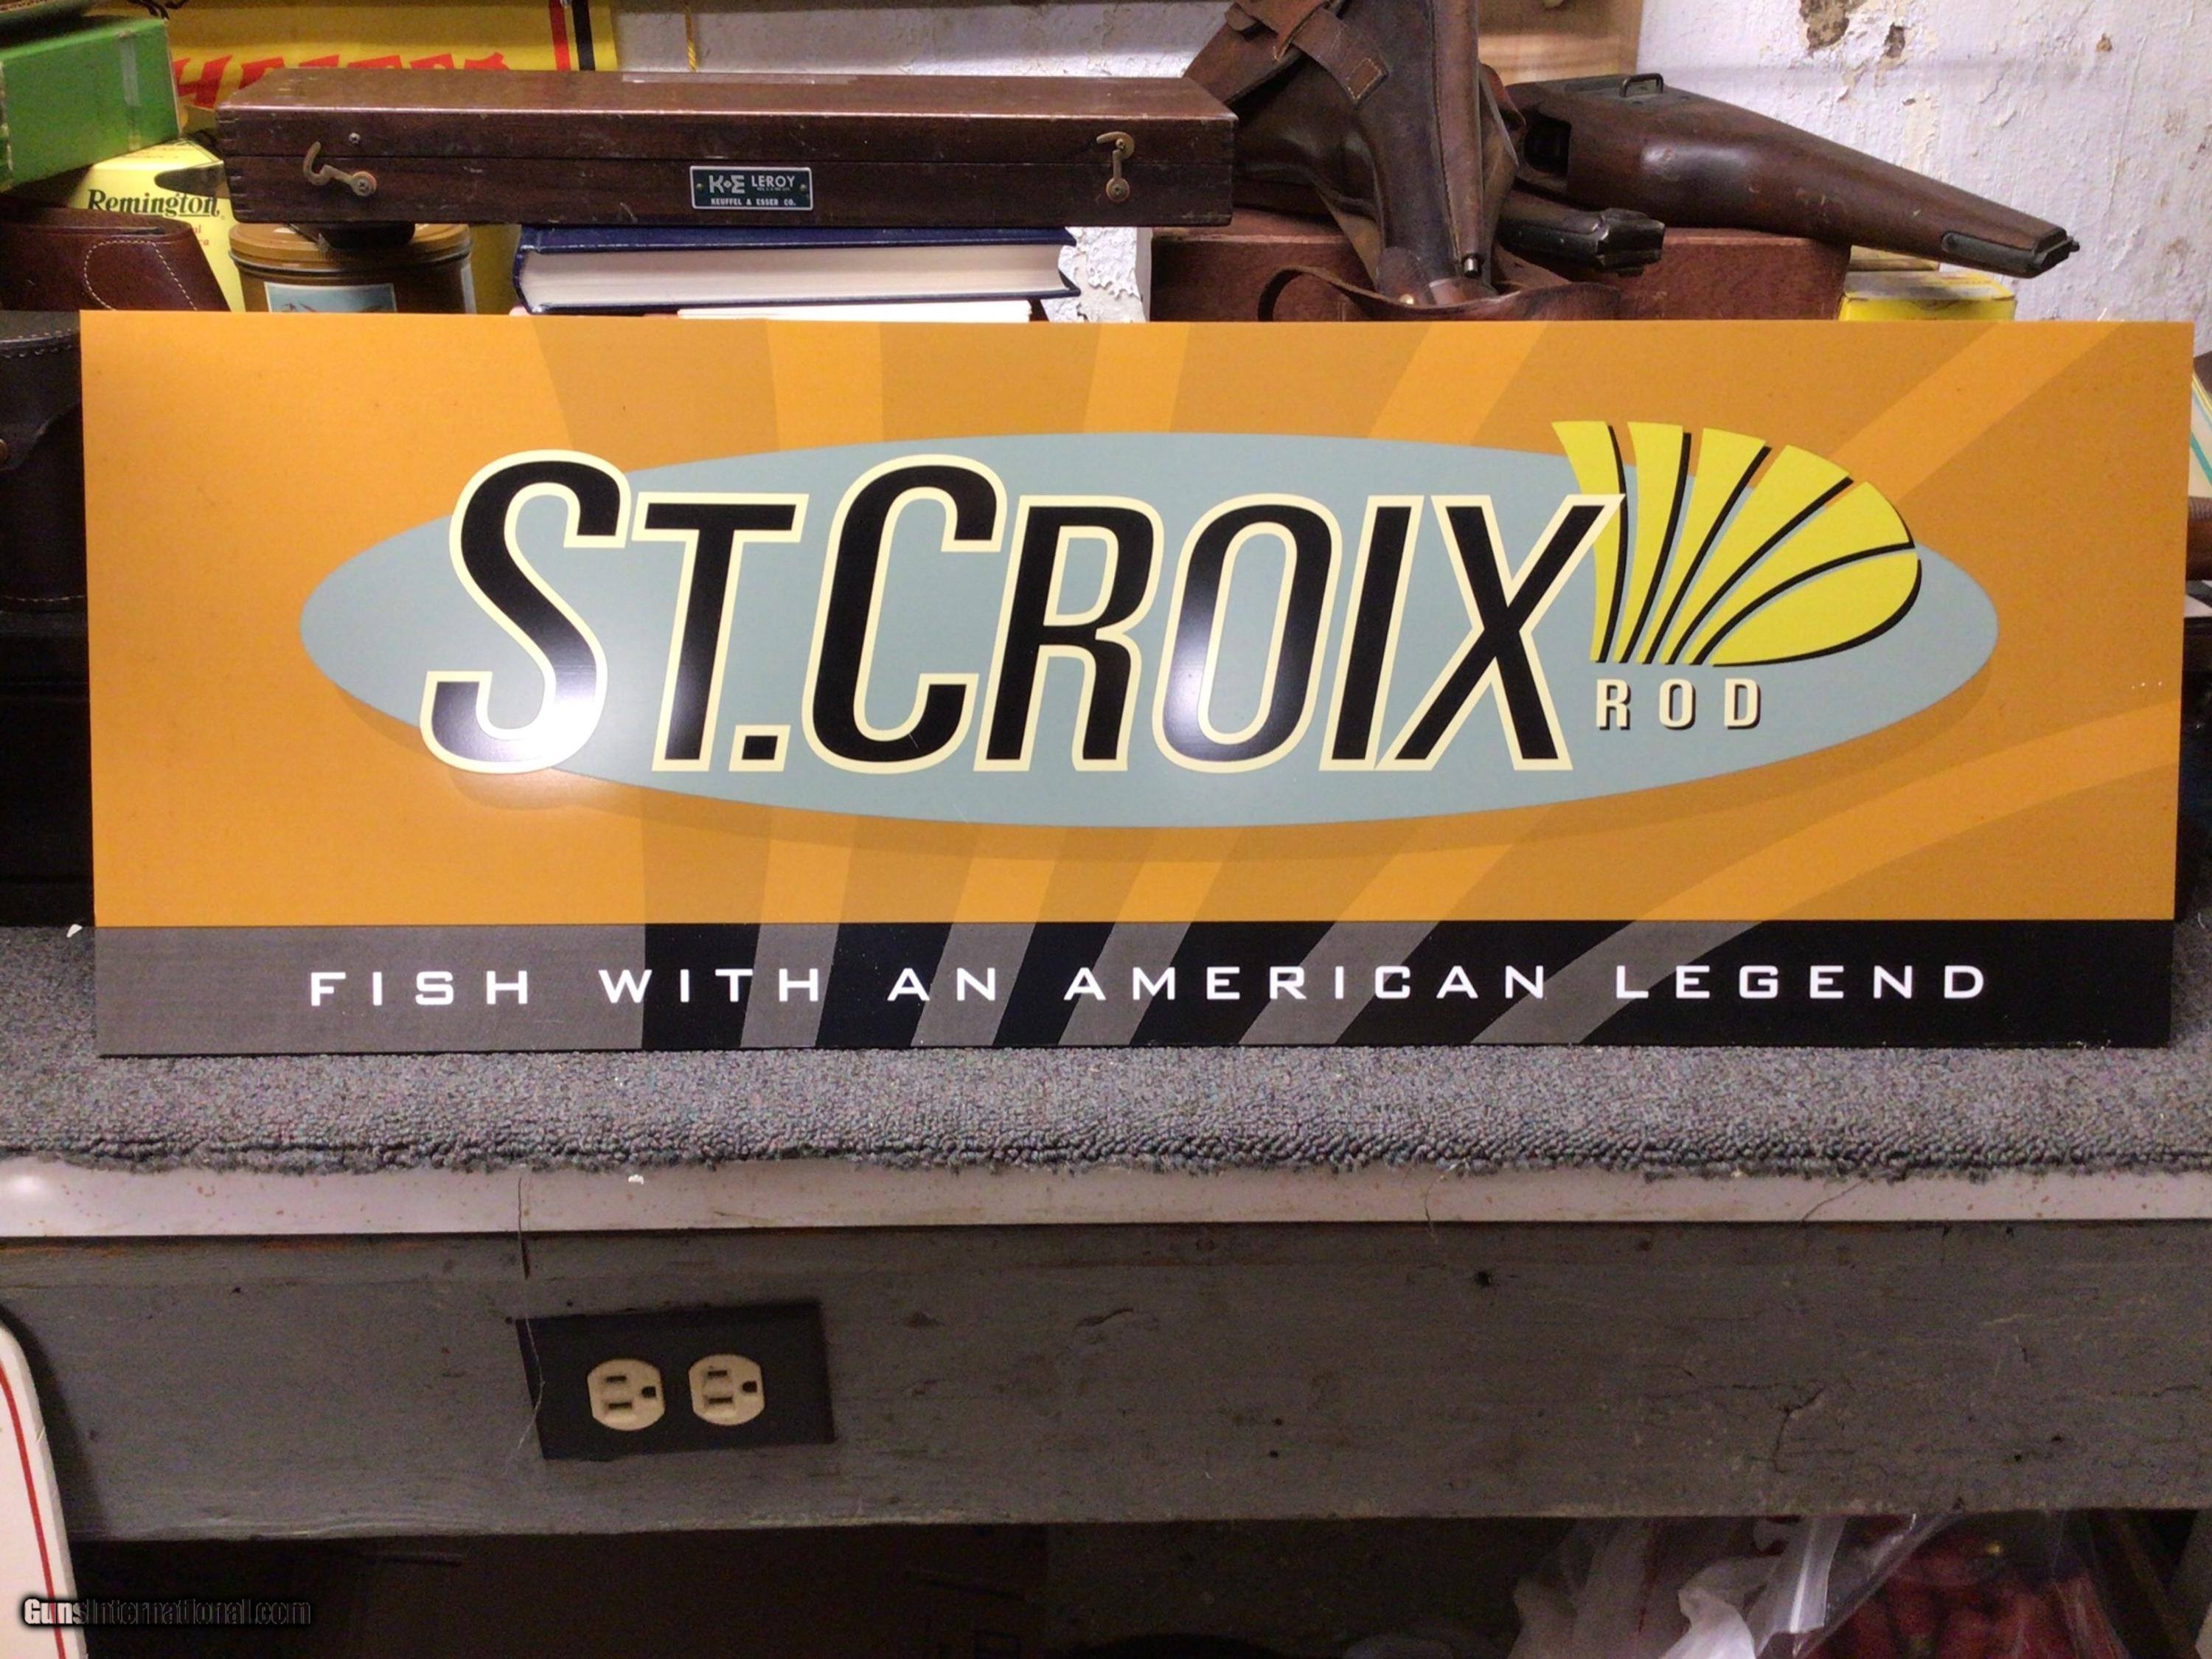 Remington
K+E LEROY
KEUFFEL & ESSER CO.
ST. CROIX
ROD
FISH WITH AN AMERICAN LEGEND
GunsInternational.com